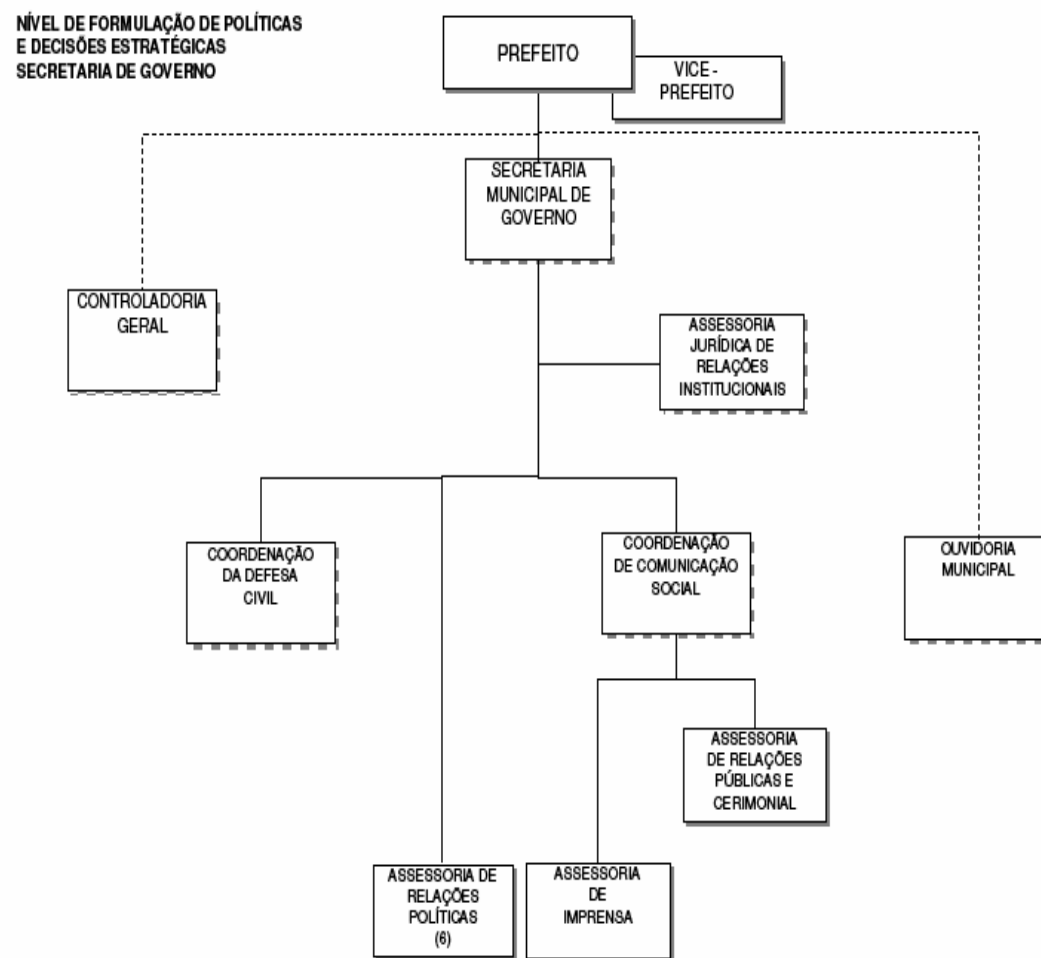 NÍVEL DE FORMULAÇÃO DE POLÍTICAS
E DECISÕES ESTRATÉGICAS
SECRETARIA DE GOVERNO
PREFEITO
VICE -
PREFEITO
SECRETARIA
MUNICIPAL DE
GOVERNO
CONTROLADORIA
GERAL
ASSESSORIA
JURÍDICA DE
RELAÇÕES
INSTITUCIONAIS
COORDENAÇÃO
DA DEFESA
CIVIL
COORDENAÇÃO
DE COMUNICAÇÃO
SOCIAL
OUVIDORIA
MUNICIPAL
ASSESSORIA
DE RELAÇÕES
PÚBLICAS E
CERIMONIAL
ASSESSORIA DE
RELAÇÕES
POLÍTICAS
(6)
ASSESSORIA
DE
IMPRENSA